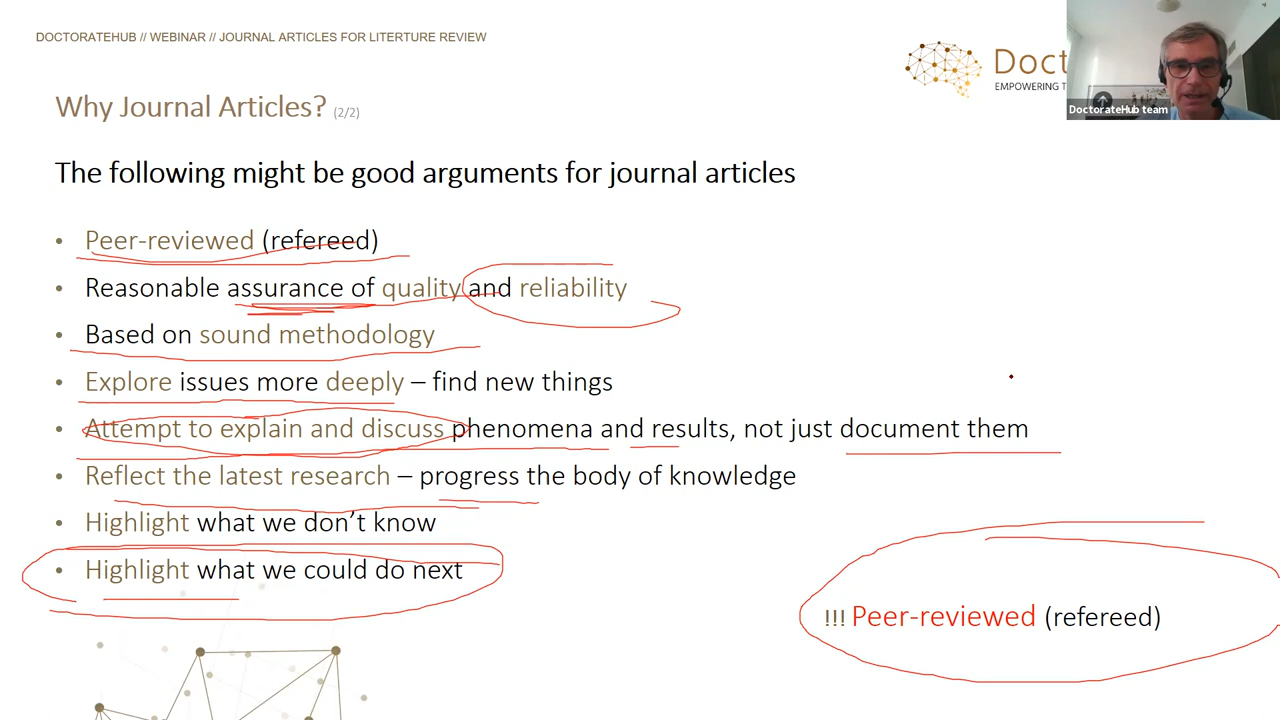 DOCTORATEHUB // WEBINAR // JOURNAL ARTICLES FOR LITERTURE REVIEW
Doct
EMPOWERING T
DoctorateHub team
Why Journal Articles? (2/2)
The following might be good arguments for journal articles
• Peer-reviewed (refereed)
• Reasonable assurance of quality and reliability
• Based on sound methodology
• Explore issues more deeply – find new things
• Attempt to explain and discuss phenomena and results, not just document them
• Reflect the latest research – progress the body of knowledge
• Highlight what we don’t know
• Highlight what we could do next
!!! Peer-reviewed (refereed)